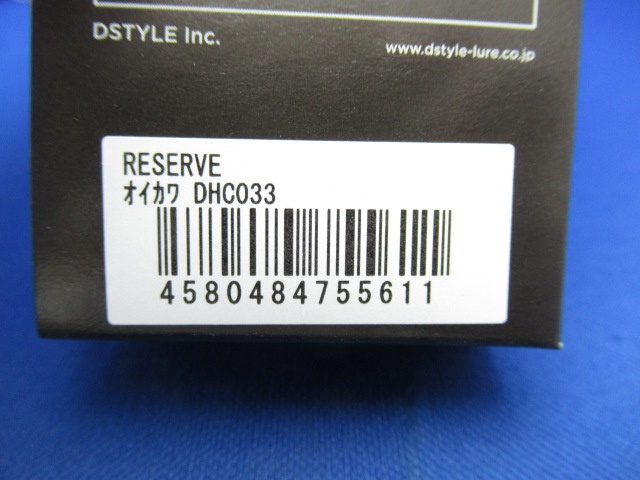 DSTYLE Inc.
www.dstyle-lure.co.jp
RESERVE
ｵｲｶﾜ DHC033
4580484755611